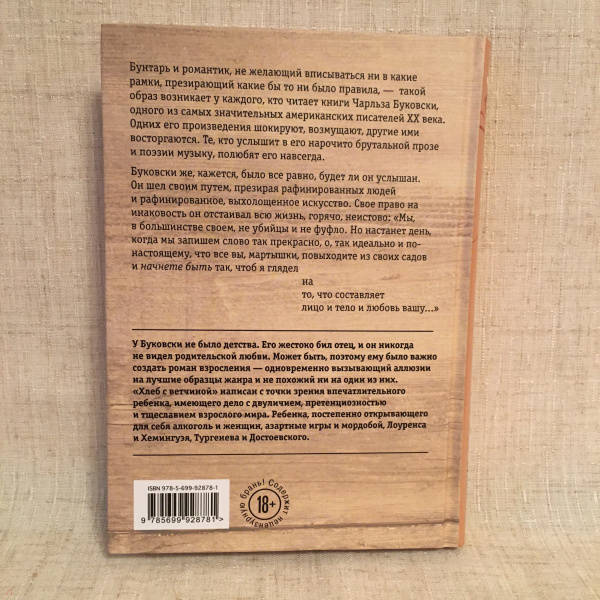 Бунтарь и романтик, не желающий вписываться ни в какие
рамки, презирающий какие бы то ни было правила, — такой
образ возникает у каждого, кто читает книги Чарльза Буковски,
одного из самых значительных американских писателей XX века.
Одних его произведения шокируют, возмущают, другие ими
восторгаются. Те, кто услышит в его нарочито брутальной прозе
и поэзии музыку, полюбят его навсегда.
Буковски же, кажется, было все равно, будет ли он услышан.
Он шел своим путем, презирая рафинированных людей
и рафинированное, выхолощенное искусство. Свое право на
инаковость он отстаивал всю жизнь, горячо, неистово: «Мы,
в большинстве своем, не убийцы и не фуфло. Но настанет день,
когда мы запишем слово так прекрасно, о, так идеально и по-
настоящему, что все вы, мартышки, повыходите из своих садов
и начнете быть так, чтоб я глядел
на
то, что составляет
лицо и тело и любовь вашу...»
У Буковски не было детства. Его жестоко бил отец, и он никогда
не видел родительской любви. Может быть, поэтому ему было важно
создать роман взросления — одновременно вызывающий аллюзии
на лучшие образцы жанра и не похожий ни на один из них.
«Хлеб с ветчиной» написан с точки зрения впечатлительного
ребенка, имеющего дело с двуличием, претенциозностью
и тщеславием взрослого мира. Ребенка, постепенно открывающего
для себя алкоголь и женщин, азартные игры и мордобой, Лоуренса
и Хемингуэя, Тургенева и Достоевского.
ISBN 978-5-699-92878-1
9 785699 928781 >
Содержит нецензурную брань!
18+